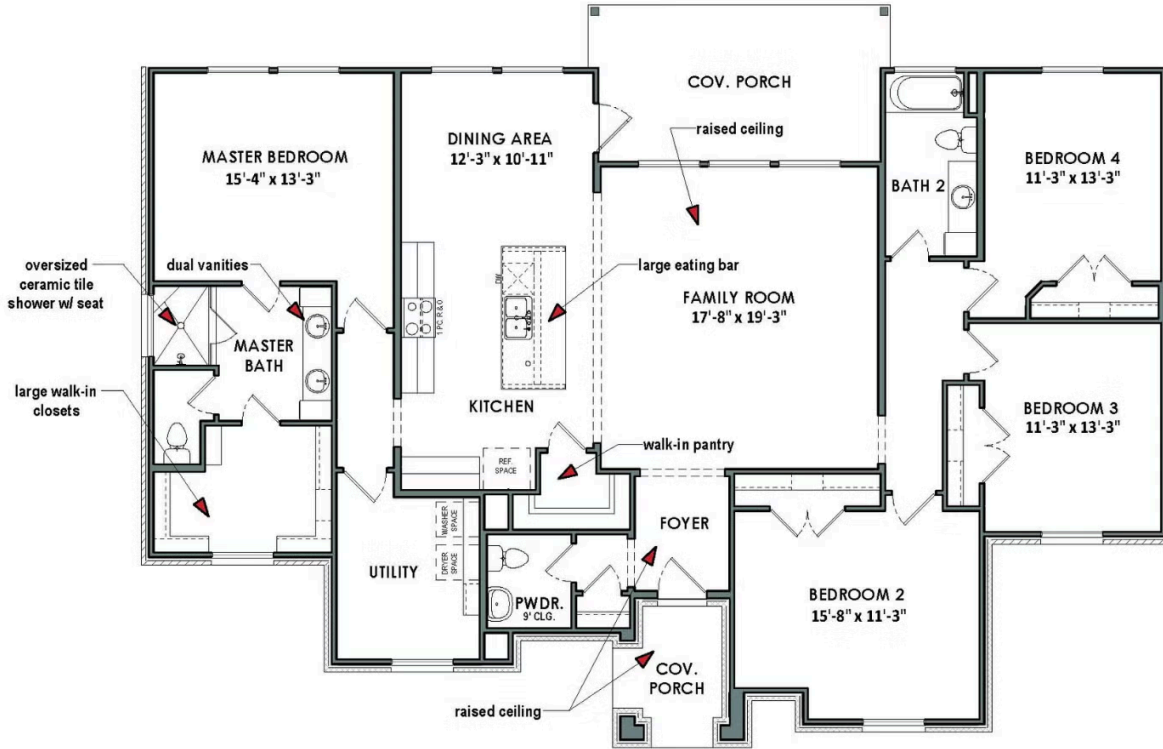 COV. PORCH
raised ceiling
MASTER BEDROOM
15'-4" x 13'-3"
DINING AREA
12'-3" x 10'-11"
BATH 2
BEDROOM 4
11'-3" x 13'-3"
oversized
ceramic tile
shower w/ seat
dual vanities
DW
large eating bar
FAMILY ROOM
17'-8" x 19'-3"
1 PC. R & O
MASTER
BATH
large walk-in
closets
KITCHEN
BEDROOM 3
11'-3" x 13'-3"
walk-in pantry
REF.
SPACE
WASHER
SPACE
FOYER
DRYER
SPACE
UTILITY
PWDR.
9' CLG.
BEDROOM 2
15'-8" x 11'-3"
COV.
PORCH
raised ceiling